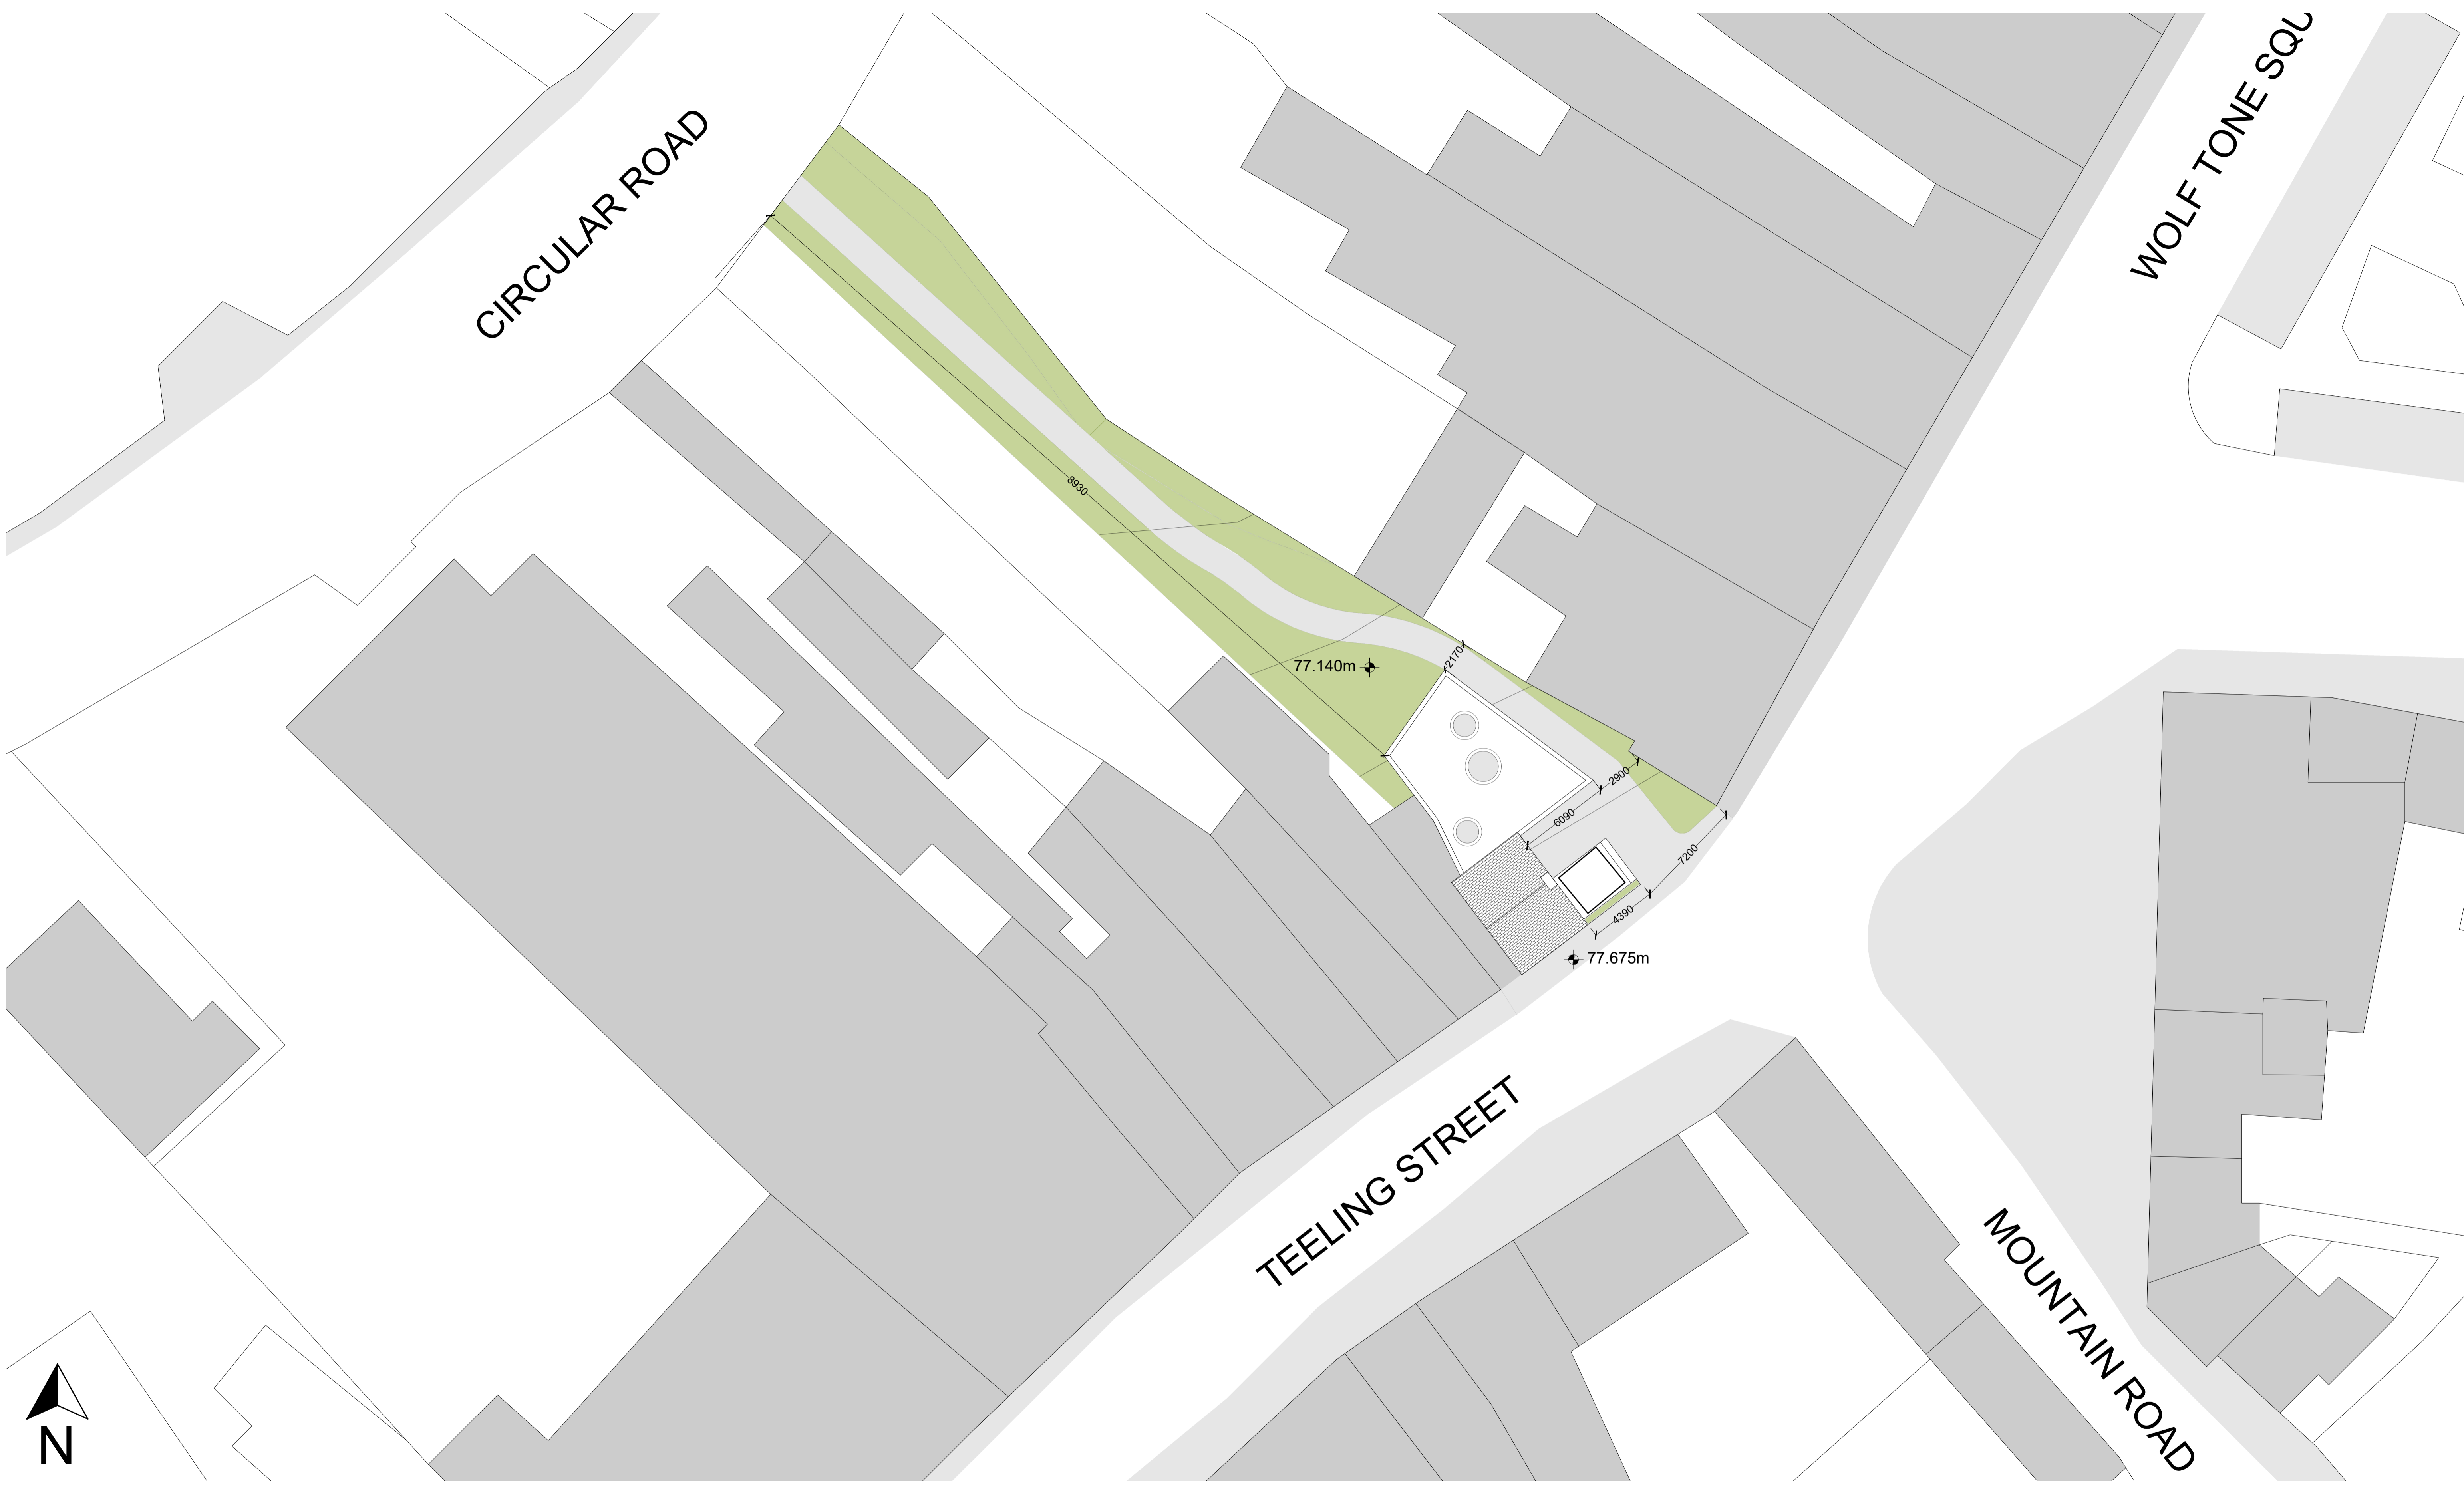 WOLF TONE SQU
CIRCULAR ROAD
8930
77.140m
2170
2900
6090
7200
4390
77.675m
TEELING STREET
MOUNTAIN ROAD
N